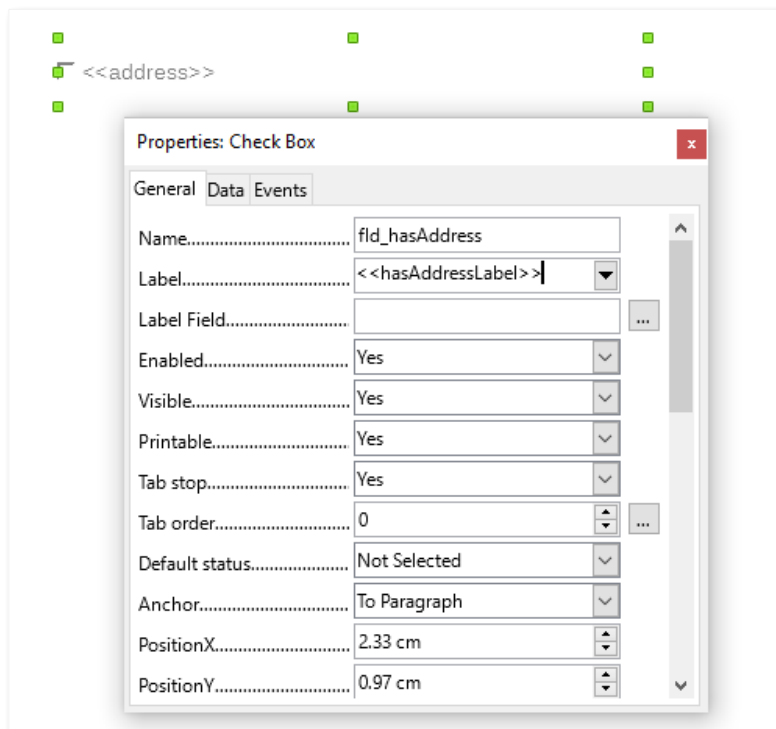 <<address>>
Properties: Check Box
x
General Data Events
Name.................................. fld_hasAddress
Label................................... <<hasAddressLabel>>
Label Field.......................... ...
Enabled............................... Yes
Visible................................. Yes
Printable............................. Yes
Tab stop.............................. Yes
Tab order............................ 0 ...
Default status..................... Not Selected
Anchor................................ To Paragraph
PositionX............................ 2.33 cm
PositionY............................ 0.97 cm